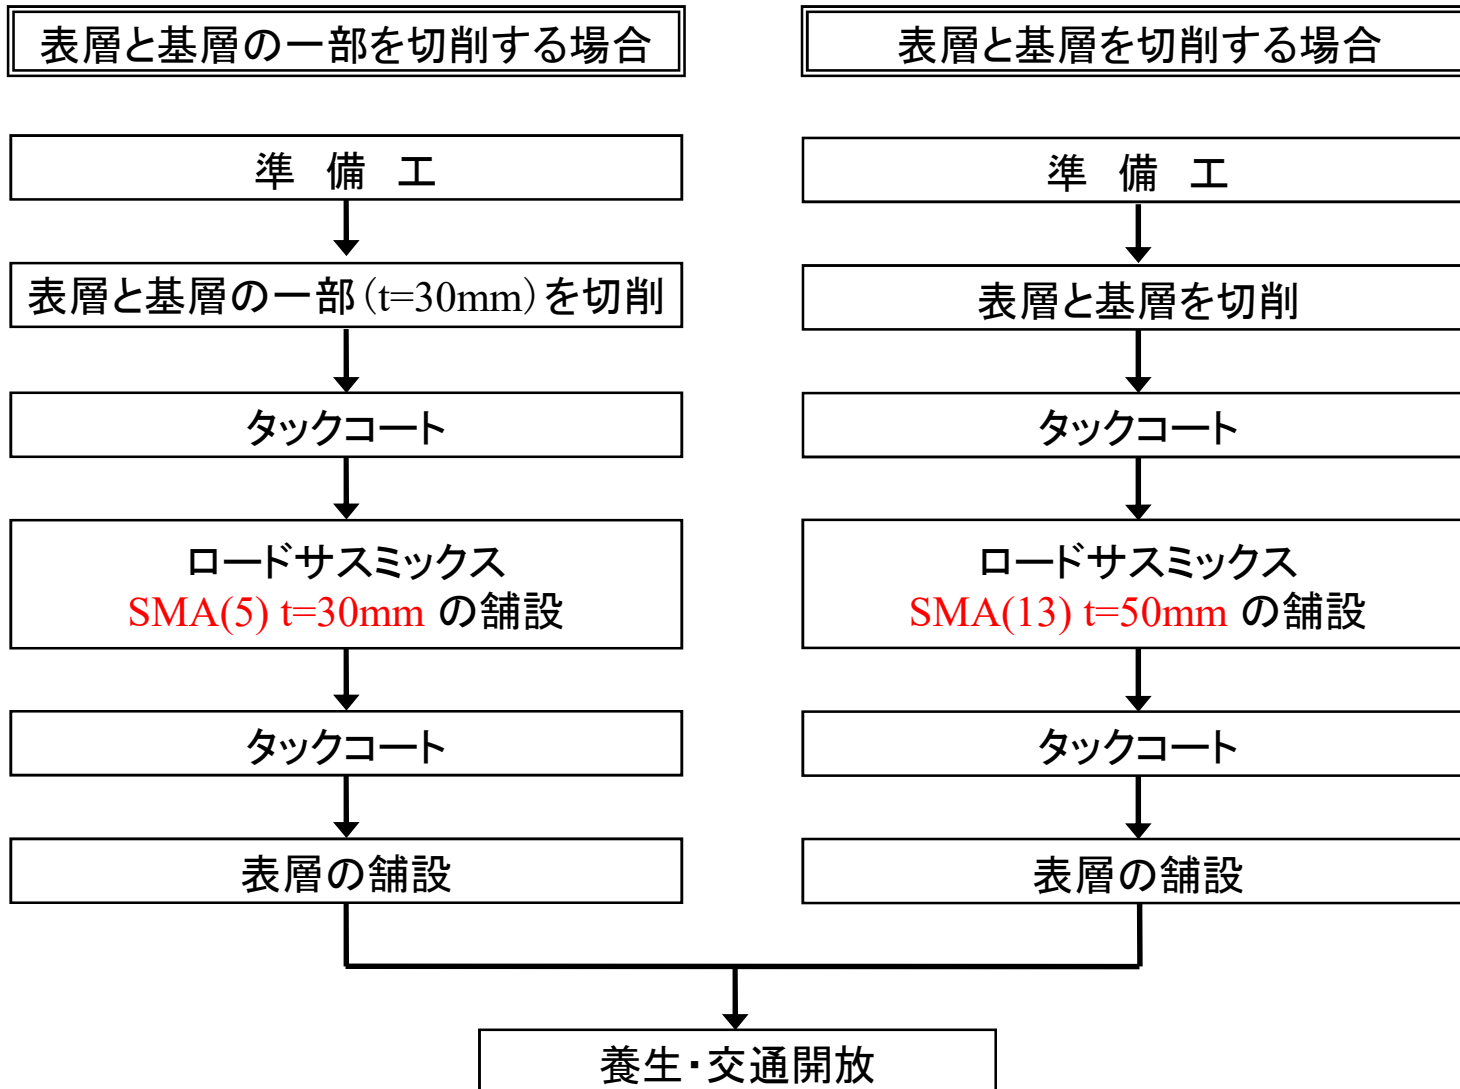 表層と基層の一部を切削する場合
準　備　工
表層と基層の一部（t=30mm）を切削
タックコート
ロードサスミックス
SMA(5) t=30mm の舗設
タックコート
表層の舗設
表層と基層を切削する場合
準　備　工
表層と基層を切削
タックコート
ロードサスミックス
SMA(13) t=50mm の舗設
タックコート
表層の舗設
養生・交通開放